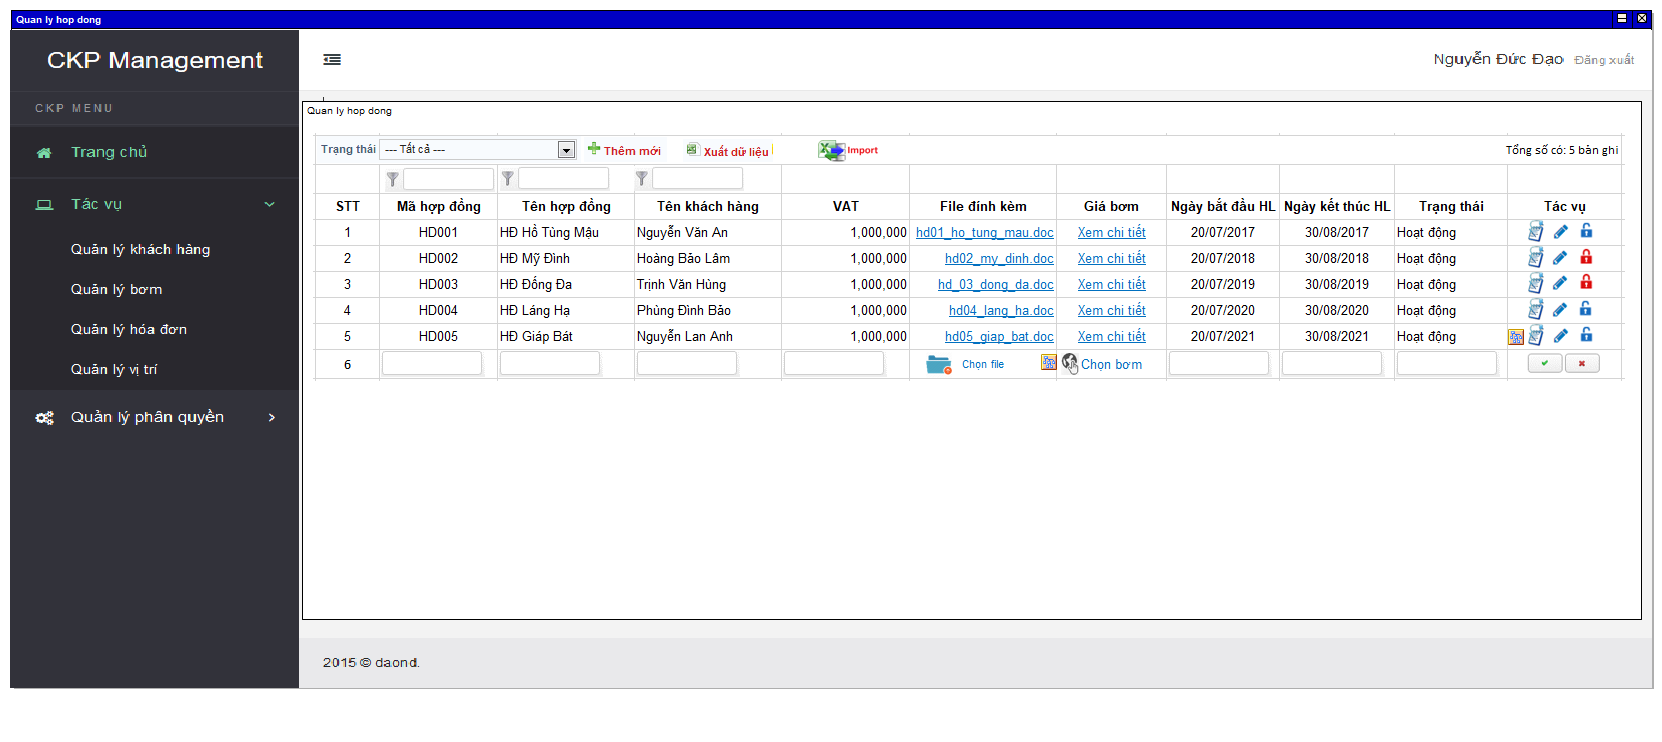 Quan ly hop dong
CKP Management
Nguyễn Đức Đạo Đăng xuất
CKP MENU
Trang chủ
Tác vụ
Quản lý khách hàng
Quản lý bơm
Quản lý hóa đơn
Quản lý vị trí
Quản lý phân quyền
Quan ly hop dong
Trạng thái --- Tất cả --- Thêm mới Xuất dữ liệu Import Tổng số có: 5 bản ghi
STT Mã hợp đồng Tên hợp đồng Tên khách hàng VAT File đính kèm Giá bơm Ngày bắt đầu HL Ngày kết thúc HL Trạng thái Tác vụ
1 HD001 HĐ Hồ Tùng Mậu Nguyễn Văn An 1,000,000 hd01_ho_tung_mau.doc Xem chi tiết 20/07/2017 30/08/2017 Hoạt động
2 HD002 HĐ Mỹ Đình Hoàng Bảo Lâm 1,000,000 hd02_my_dinh.doc Xem chi tiết 20/07/2018 30/08/2018 Hoạt động
3 HD003 HĐ Đống Đa Trịnh Văn Hùng 1,000,000 hd_03_dong_da.doc Xem chi tiết 20/07/2019 30/08/2019 Hoạt động
4 HD004 HĐ Láng Hạ Phùng Đình Bảo 1,000,000 hd04_lang_ha.doc Xem chi tiết 20/07/2020 30/08/2020 Hoạt động
5 HD005 HĐ Giáp Bát Nguyễn Lan Anh 1,000,000 hd05_giap_bat.doc Xem chi tiết 20/07/2021 30/08/2021 Hoạt động
6 Chọn file Chọn bơm
2015 © daond.